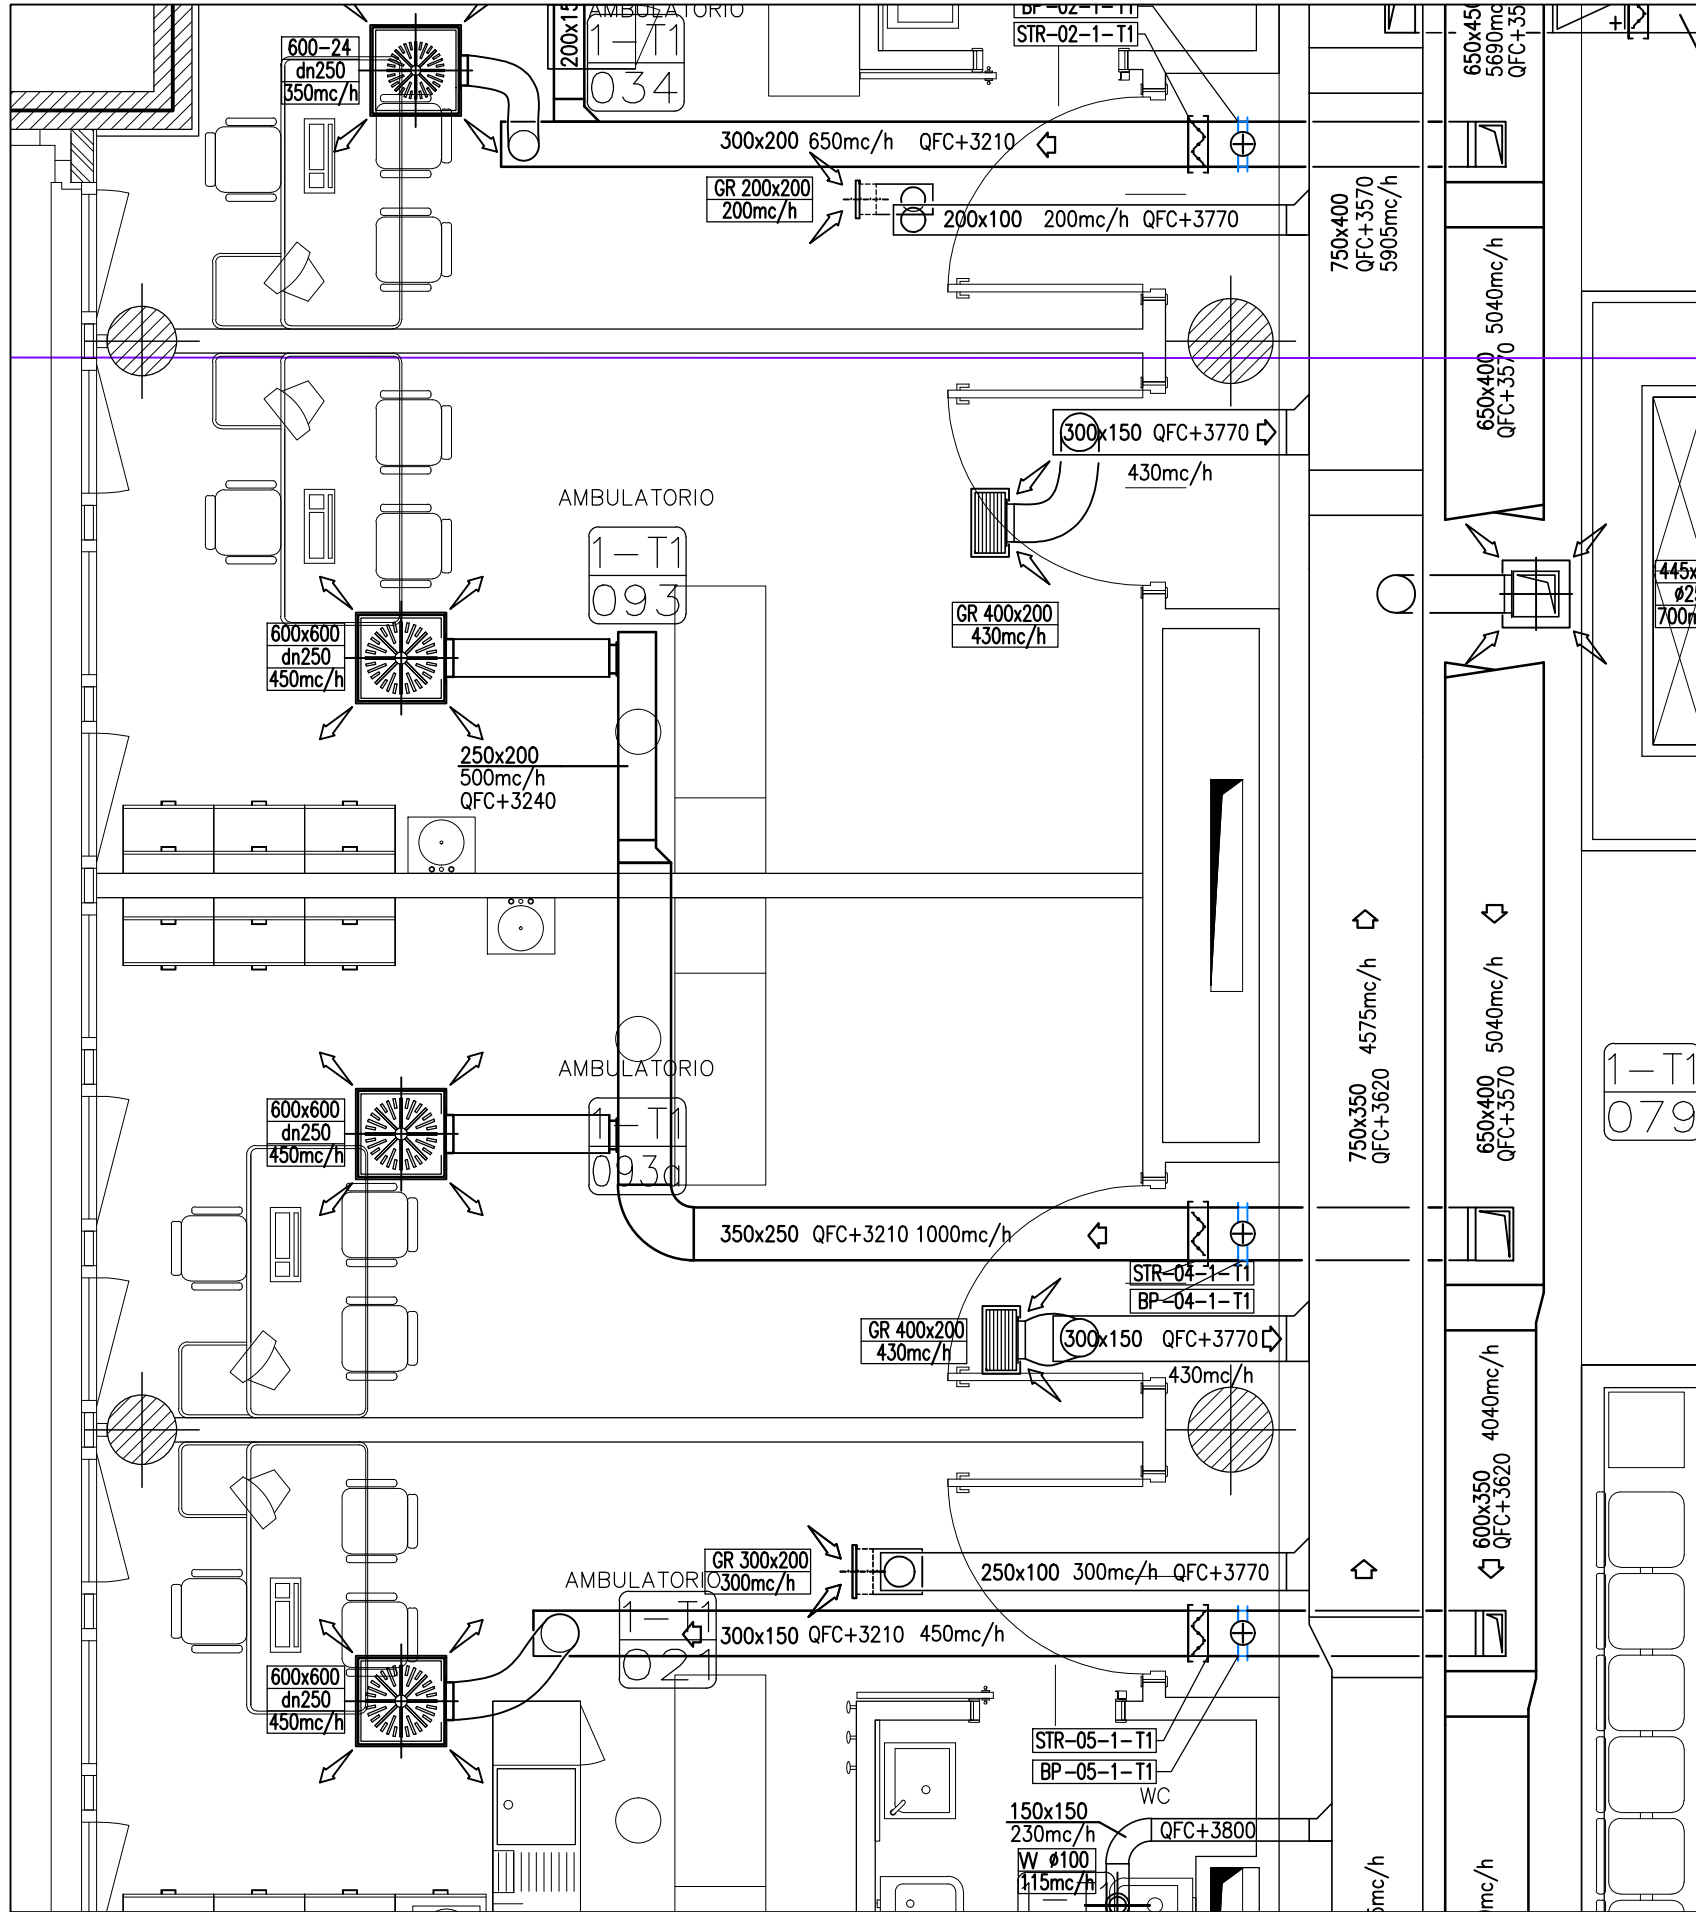 AMBULATORIO
1-T1
034
600-24
dn250
350mc/h
STR-02-1-T1
300x200 650mc/h QFC+3210
GR 200x200
200mc/h
200x100 200mc/h QFC+3770
750x400
QFC+3570
5905mc/h
650x400
QFC+3570 5040mc/h
300x150 QFC+3770
430mc/h
GR 400x200
430mc/h
AMBULATORIO
1-T1
093
600x600
dn250
450mc/h
250x200
500mc/h
QFC+3240
750x350
QFC+3620 4575mc/h
650x400
QFC+3570 5040mc/h
1-T1
079
AMBULATORIO
1-T1
093a
600x600
dn250
450mc/h
350x250 QFC+3210 1000mc/h
STR-04-1-T1
BP-04-1-T1
GR 400x200
430mc/h
300x150 QFC+3770
430mc/h
600x350
QFC+3620 4040mc/h
GR 300x200
300mc/h
250x100 300mc/h QFC+3770
AMBULATORIO
1-T1
021
300x150 QFC+3210 450mc/h
600x600
dn250
450mc/h
STR-05-1-T1
BP-05-1-T1
WC
150x150
230mc/h
QFC+3800
VV ø100
115mc/h